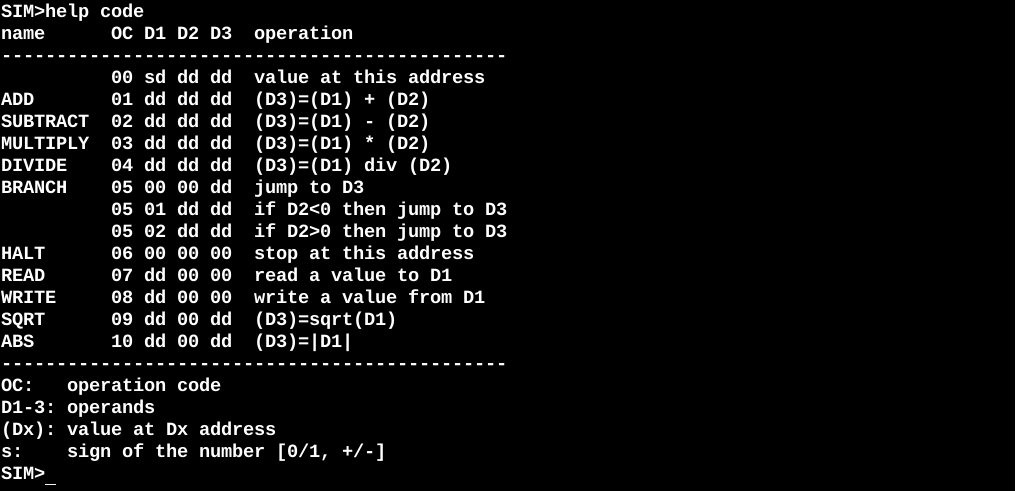 SIM>help code
name      OC D1 D2 D3  operation
----------------------------------------------
          00 sd dd dd  value at this address
ADD       01 dd dd dd  (D3)=(D1) + (D2)
SUBTRACT  02 dd dd dd  (D3)=(D1) - (D2)
MULTIPLY  03 dd dd dd  (D3)=(D1) * (D2)
DIVIDE    04 dd dd dd  (D3)=(D1) div (D2)
BRANCH    05 00 00 dd  jump to D3
          05 01 dd dd  if D2<0 then jump to D3
          05 02 dd dd  if D2>0 then jump to D3
HALT      06 00 00 00  stop at this address
READ      07 dd 00 00  read a value to D1
WRITE     08 dd 00 00  write a value from D1
SQRT      09 dd 00 dd  (D3)=sqrt(D1)
ABS       10 dd 00 dd  (D3)=|D1|
----------------------------------------------
OC:   operation code
D1-3: operands
(Dx): value at Dx address
s:    sign of the number [0/1, +/-]
SIM>_